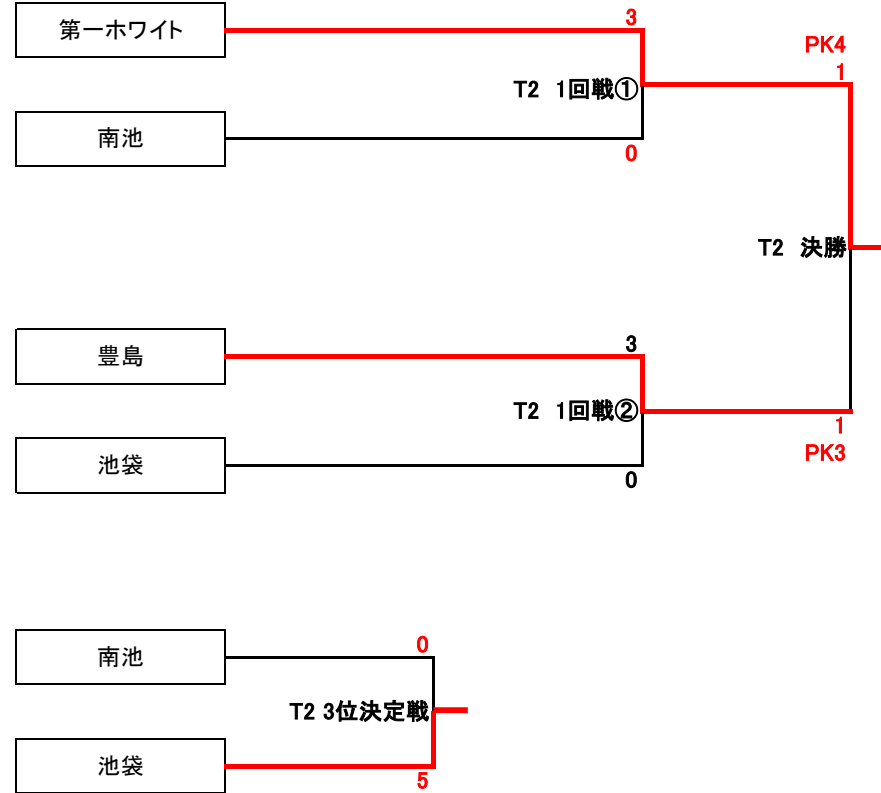 第一ホワイト
3
PK4
1
T2 1回戦①
南池
0
T2 決勝
豊島
3
T2 1回戦②
1
PK3
池袋
0
南池
0
T2 3位決定戦
池袋
5